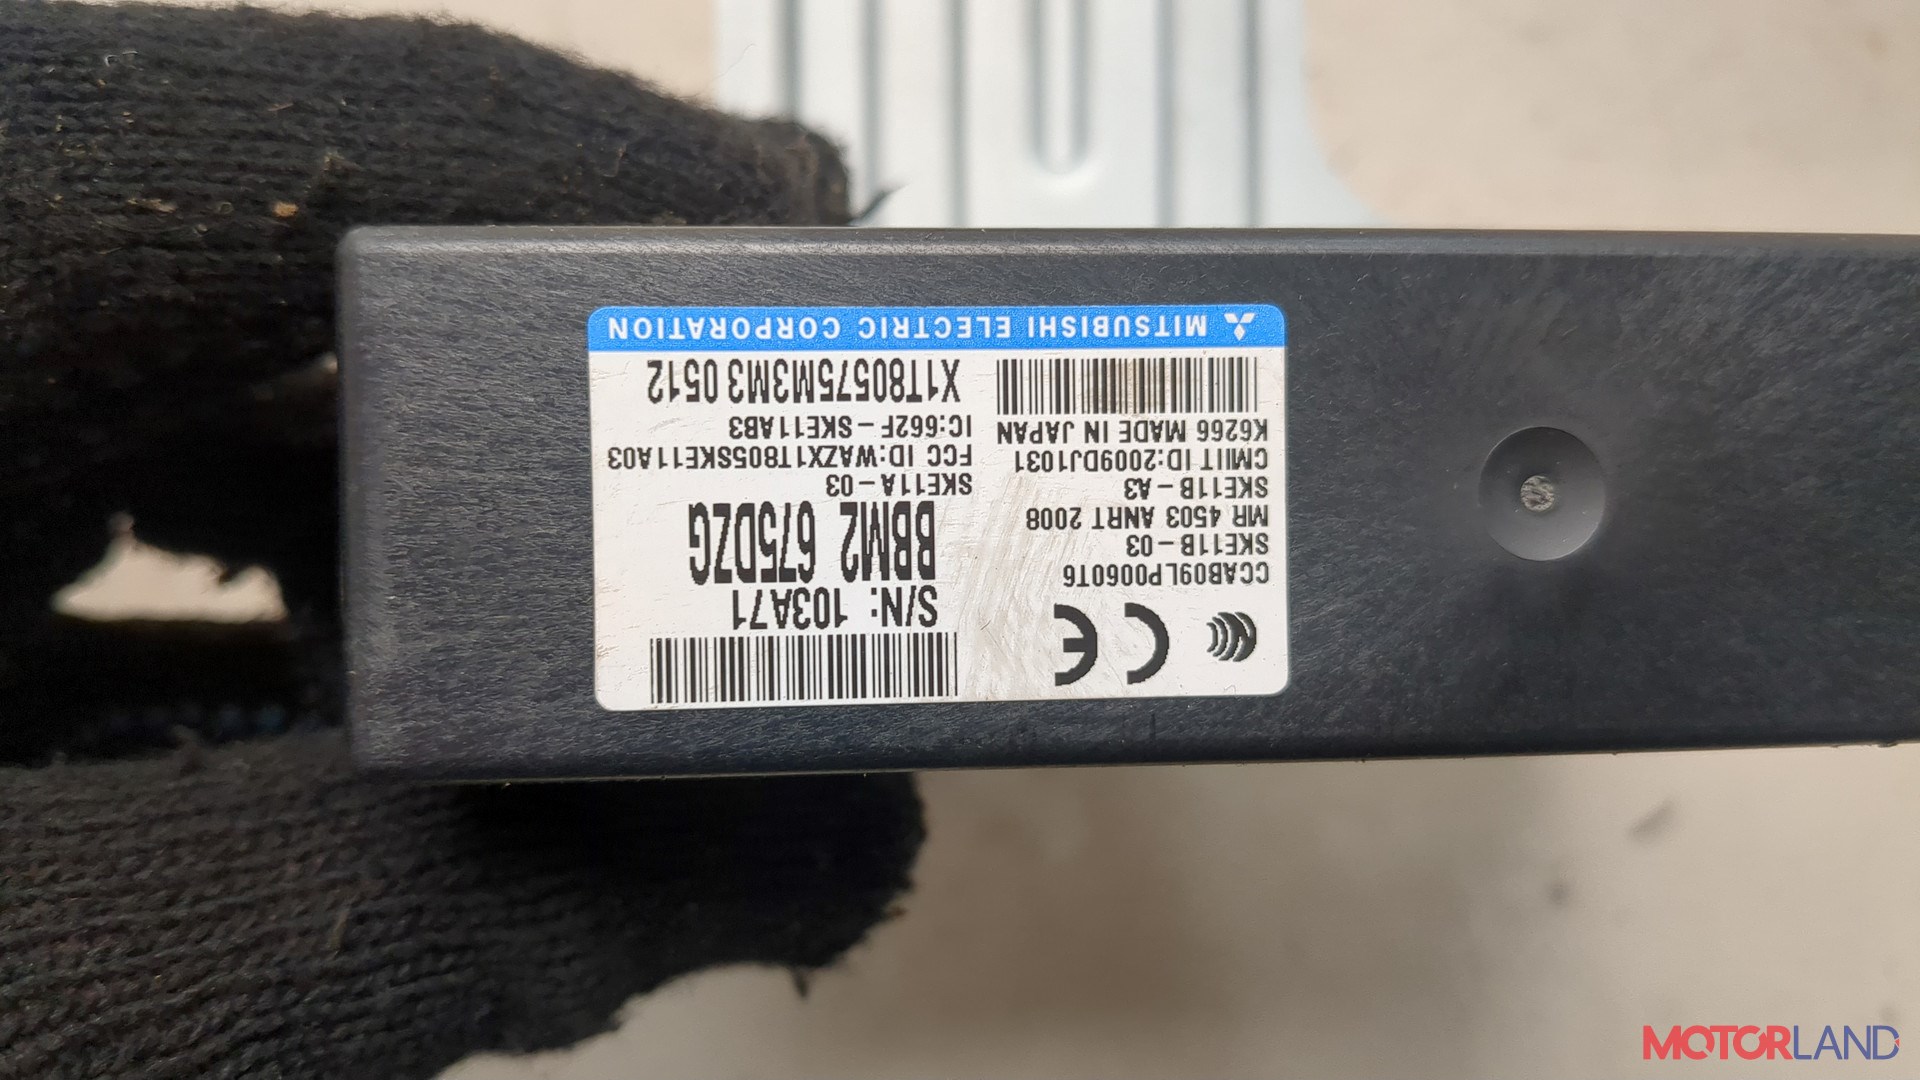 MITSUBISHI ELECTRIC CORPORATION
S/N: 103A71
BBM2 675DZG
SKE11A-03
FCC ID:WAZX1T805SKE11A03
IC:662F-SKE11AB3
X1T80575M3M3 0512
CE
CCAB09LP0060T6
SKE11B-03
MR 4503 ANRT 2008
SKE11B-A3
CMIIT ID:2009DJ1031
K6266 MADE IN JAPAN
MOTORLAND